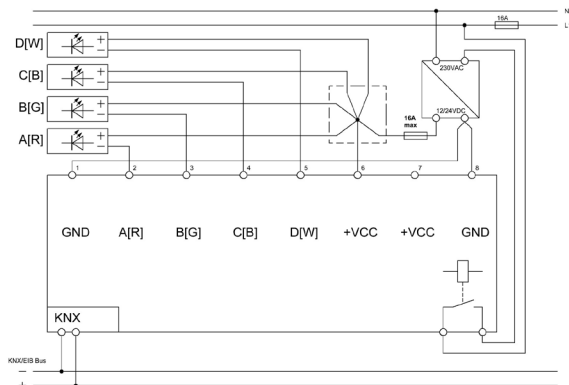 N
16A
L
D[W]
+
−
C[B]
+
−
B[G]
+
−
A[R]
+
−
230VAC
12/24VDC
16A
max
1 2 3 4 5 6 7 8
GND A[R] B[G] C[B] D[W] +VCC +VCC GND
KNX
KNX/EIB Bus